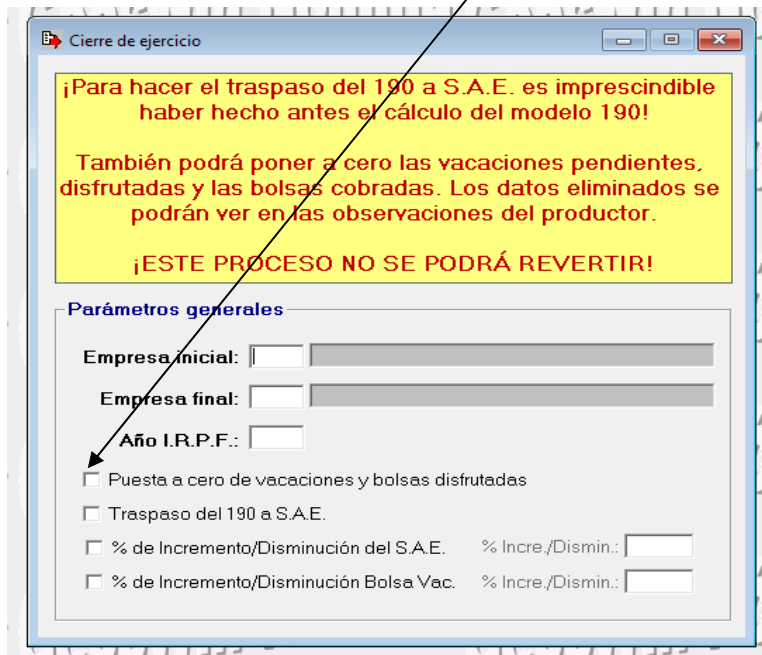 Cierre de ejercicio
¡Para hacer el traspaso del 190 a S.A.E. es imprescindible
haber hecho antes el cálculo del modelo 190!
También podrá poner a cero las vacaciones pendientes,
disfrutadas y las bolsas cobradas. Los datos eliminados se
podrán ver en las observaciones del productor.
¡ESTE PROCESO NO SE PODRÁ REVERTIR!
Parámetros generales
Empresa inicial:
Empresa final:
Año I.R.P.F.:
Puesta a cero de vacaciones y bolsas disfrutadas
Traspaso del 190 a S.A.E.
% de Incremento/Disminución del S.A.E. % Incre./Dismin.:
% de Incremento/Disminución Bolsa Vac. % Incre./Dismin.: